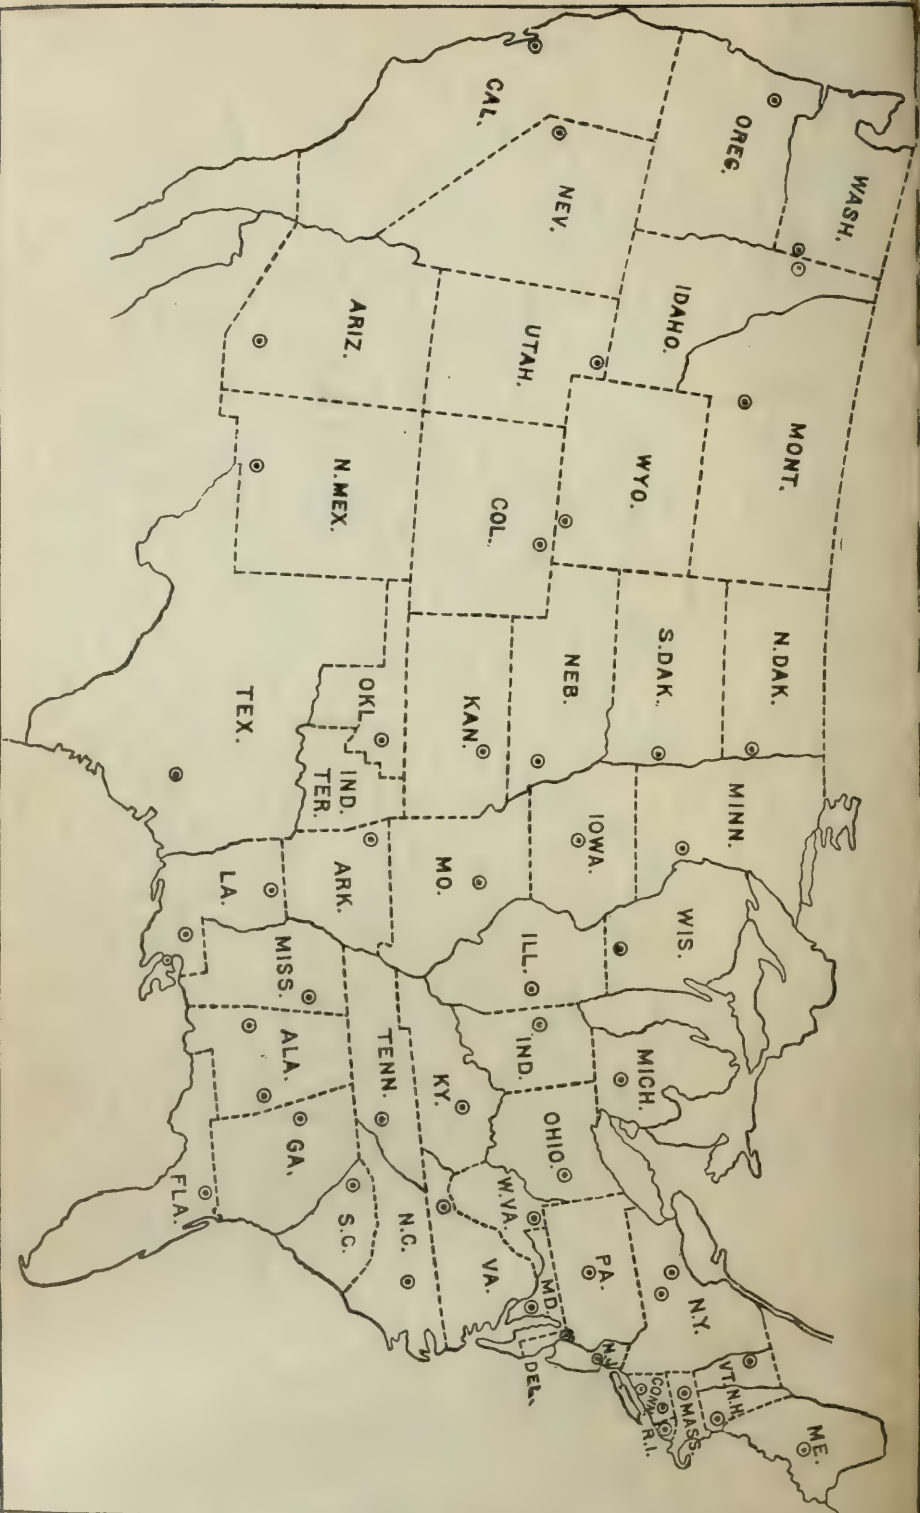 WASH.
OREG.
CAL.
NEV.
IDAHO.
MONT.
WYO.
UTAH.
ARIZ.
N.MEX.
COL.
N.DAK.
S.DAK.
NEB.
KAN.
OKL.
IND.
TER.
TEX.
MINN.
IOWA.
MO.
ARK.
LA.
WIS.
ILL.
MISS.
MICH.
IND.
KY.
TENN.
ALA.
OHIO.
GA.
FLA.
W.VA.
VA.
N.C.
S.C.
PA.
MD.
DEL.
N.J.
N.Y.
VT.
N.H.
MASS.
CONN.
R.I.
ME.